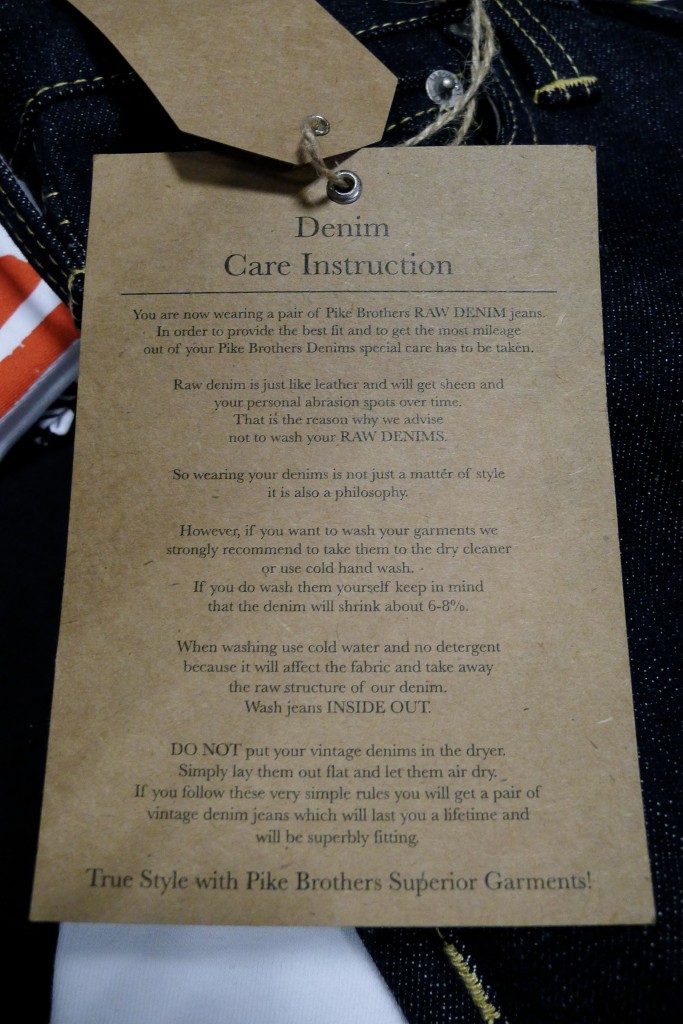 Denim
Care Instruction
You are now wearing a pair of Pike Brothers RAW DENIM jeans.
In order to provide the best fit and to get the most mileage
out of your Pike Brothers Denims special care has to be taken.
Raw denim is just like leather and will get sheen and
your personal abrasion spots over time.
That is the reason why we advise
not to wash your RAW DENIMS.
So wearing your denims is not just a matter of style
it is also a philosophy.
However, if you want to wash your garments we
strongly recommend to take them to the dry cleaner
or use cold hand wash.
If you do wash them yourself keep in mind
that the denim will shrink about 6-8%.
When washing use cold water and no detergent
because it will affect the fabric and take away
the raw structure of our denim.
Wash jeans INSIDE OUT.
DO NOT put your vintage denims in the dryer.
Simply lay them out flat and let them air dry.
If you follow these very simple rules you will get a pair of
vintage denim jeans which will last you a lifetime and
will be superbly fitting.
True Style with Pike Brothers Superior Garments!